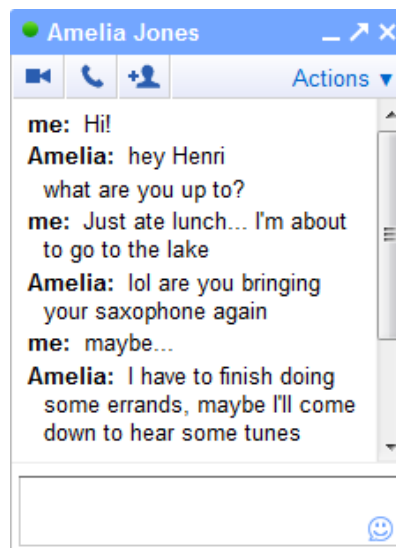 Amelia Jones
Actions
me: Hi!
Amelia: hey Henri
what are you up to?
me: Just ate lunch... I'm about
to go to the lake
Amelia: lol are you bringing
your saxophone again
me: maybe...
Amelia: I have to finish doing
some errands, maybe I'll come
down to hear some tunes